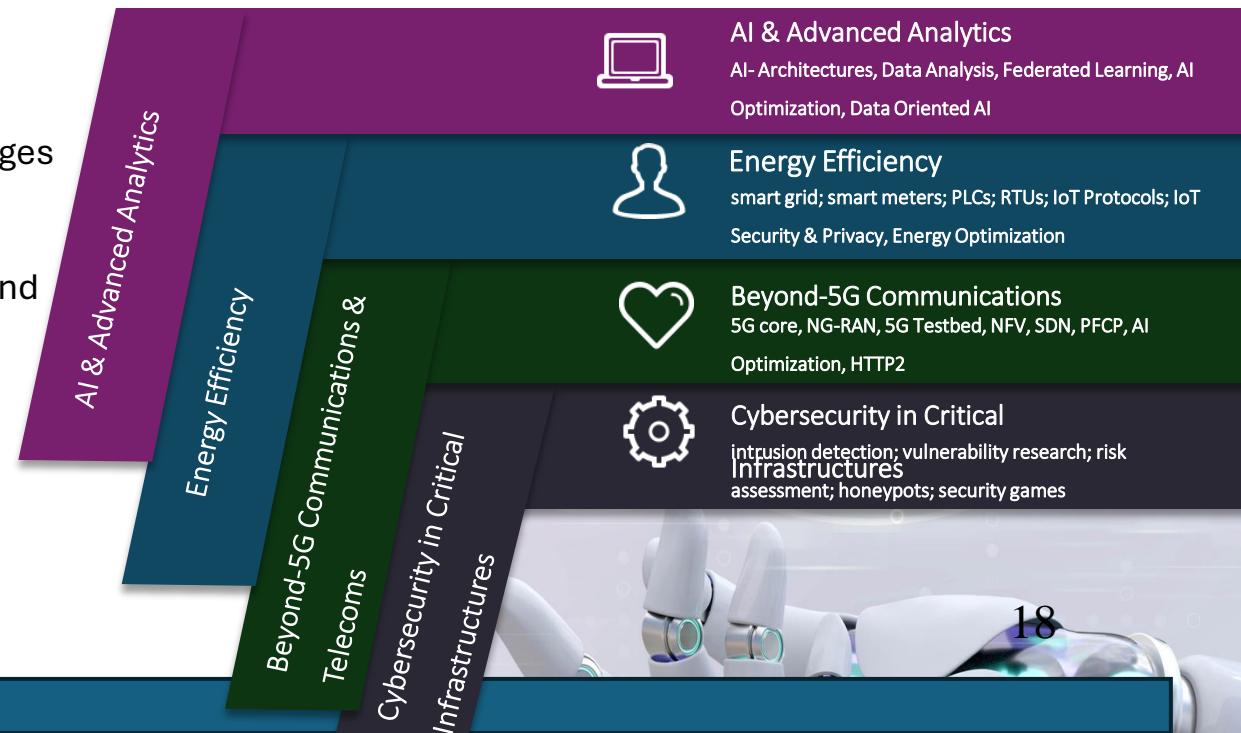 ges
nd
AI & Advanced Analytics
Energy Efficiency
Beyond-5G Communications &
Telecoms
Cybersecurity in Critical
Infrastructures
AI & Advanced Analytics
AI- Architectures, Data Analysis, Federated Learning, AI
Optimization, Data Oriented AI
Energy Efficiency
smart grid; smart meters; PLCs; RTUs; IoT Protocols; IoT
Security & Privacy, Energy Optimization
Beyond-5G Communications
5G core, NG-RAN, 5G Testbed, NFV, SDN, PFCP, AI
Optimization, HTTP2
Cybersecurity in Critical
Infrastructures
intrusion detection; vulnerability research; risk
assessment; honeypots; security games
18